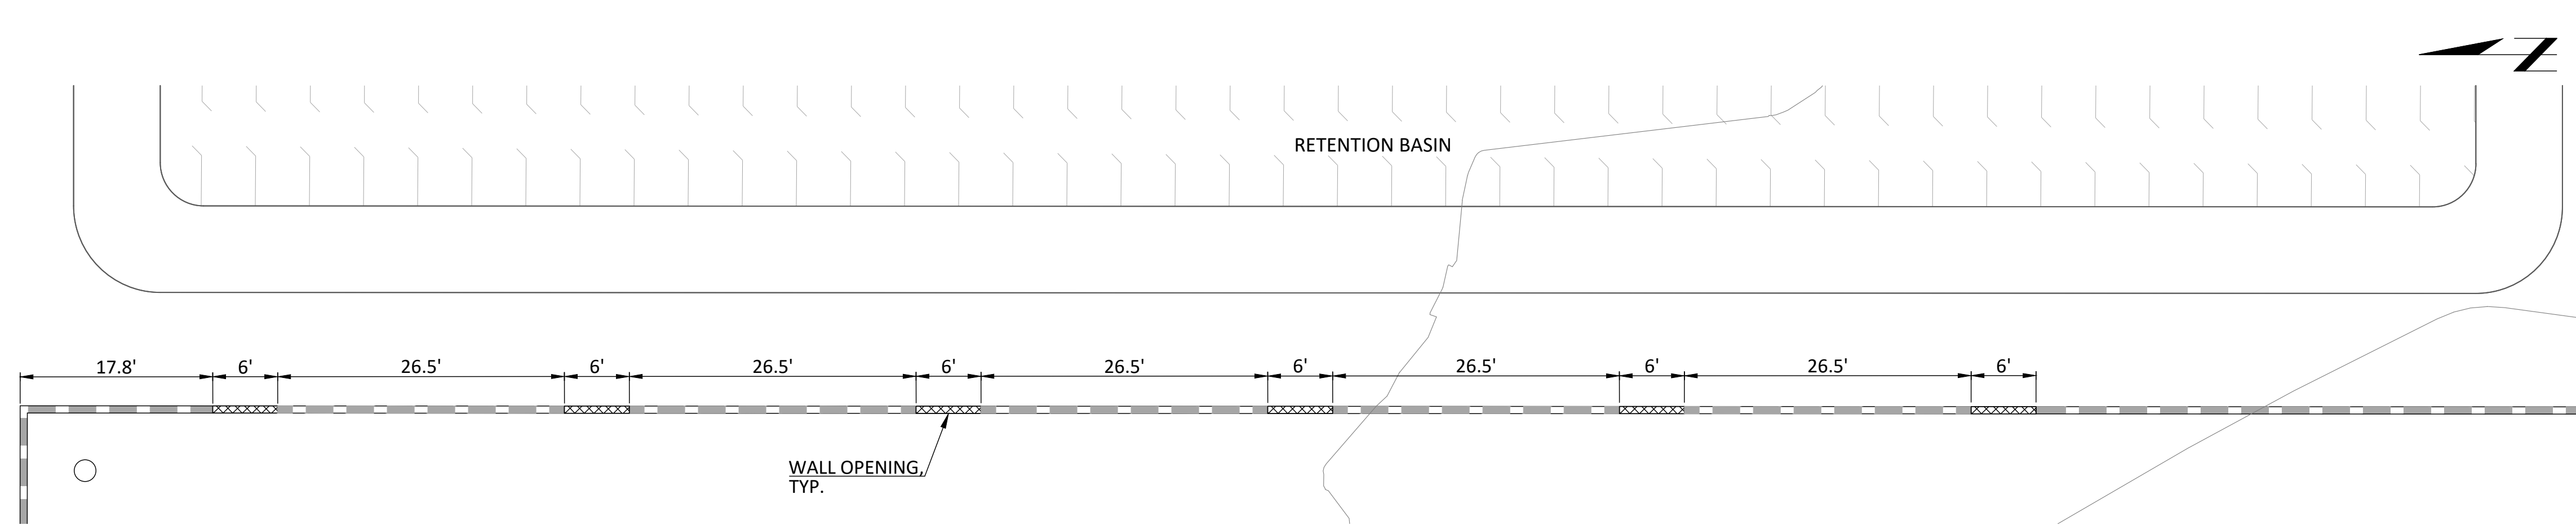 N
RETENTION BASIN
17.8' 6' 26.5' 6' 26.5' 6' 26.5' 6' 26.5' 6' 26.5' 6'
WALL OPENING,
TYP.